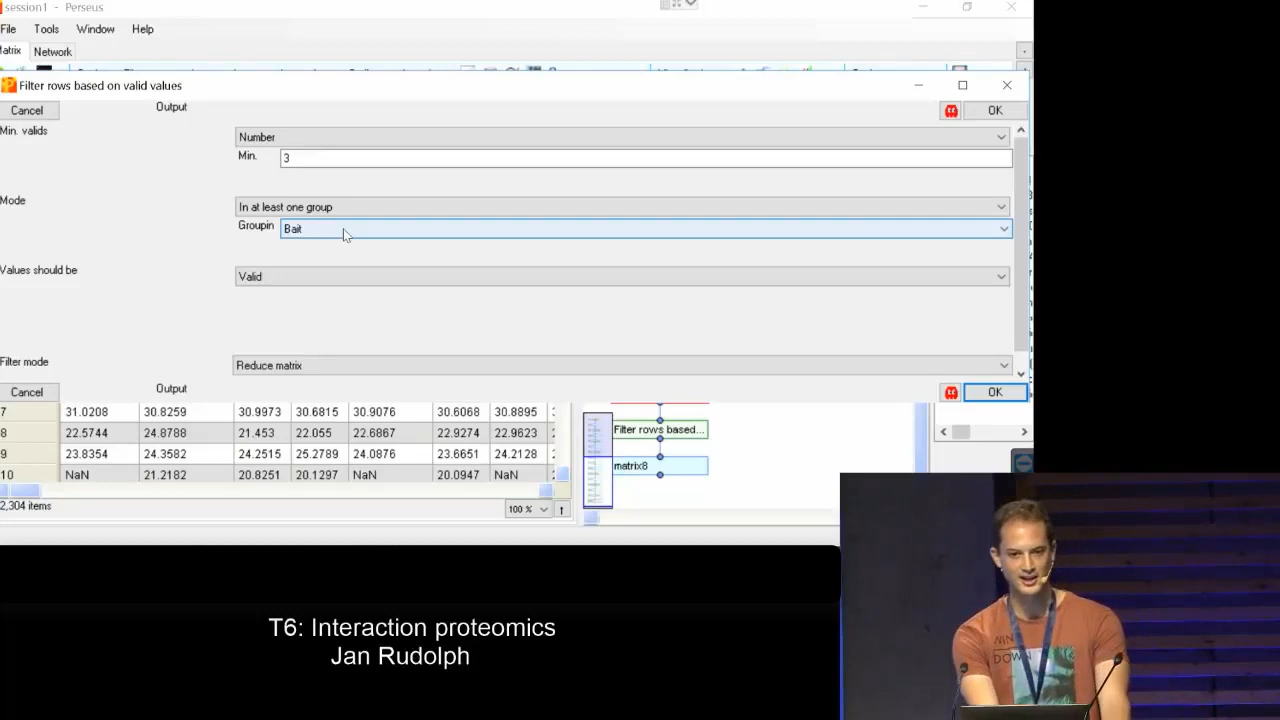 session1 - Perseus
File Tools Window Help
Matrix Network
Filter rows based on valid values
Cancel Output OK
Min. valids
Number
Min. 3
Mode
In at least one group
Groupin Bait
Values should be
Valid
Filter mode
Reduce matrix
Cancel Output OK
7 31.0208 30.8259 30.9973 30.6815 30.9076 30.6068 30.8895
8 22.5744 24.8788 21.453 22.055 22.6867 22.9274 22.9623
9 23.8354 24.3582 24.2515 25.2789 24.0876 23.6651 24.2128
10 NaN 21.2182 20.8251 20.1297 NaN 20.0947 NaN
Filter rows based...
matrix8
2,304 items
100 %
T6: Interaction proteomics
Jan Rudolph
WIN
DOWN